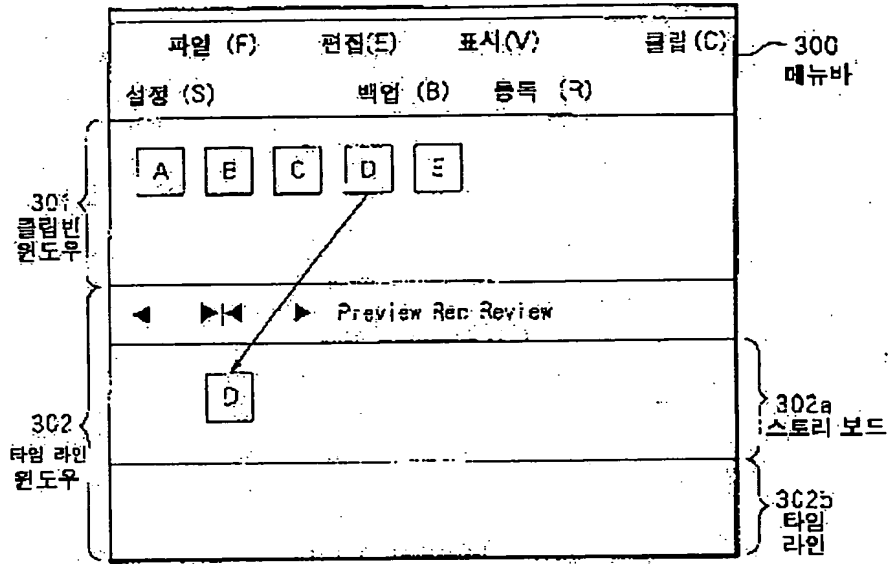 파일 (F) 편집(E) 표시(V) 클립 (C)
300
메뉴바
설정 (S) 백업 (B) 등록 (R)
A B C D E
301
클립빈
윈도우
Preview Rec Review
D
302
타임 라인
윈도우
302a
스토리 보드
302b
타임
라인